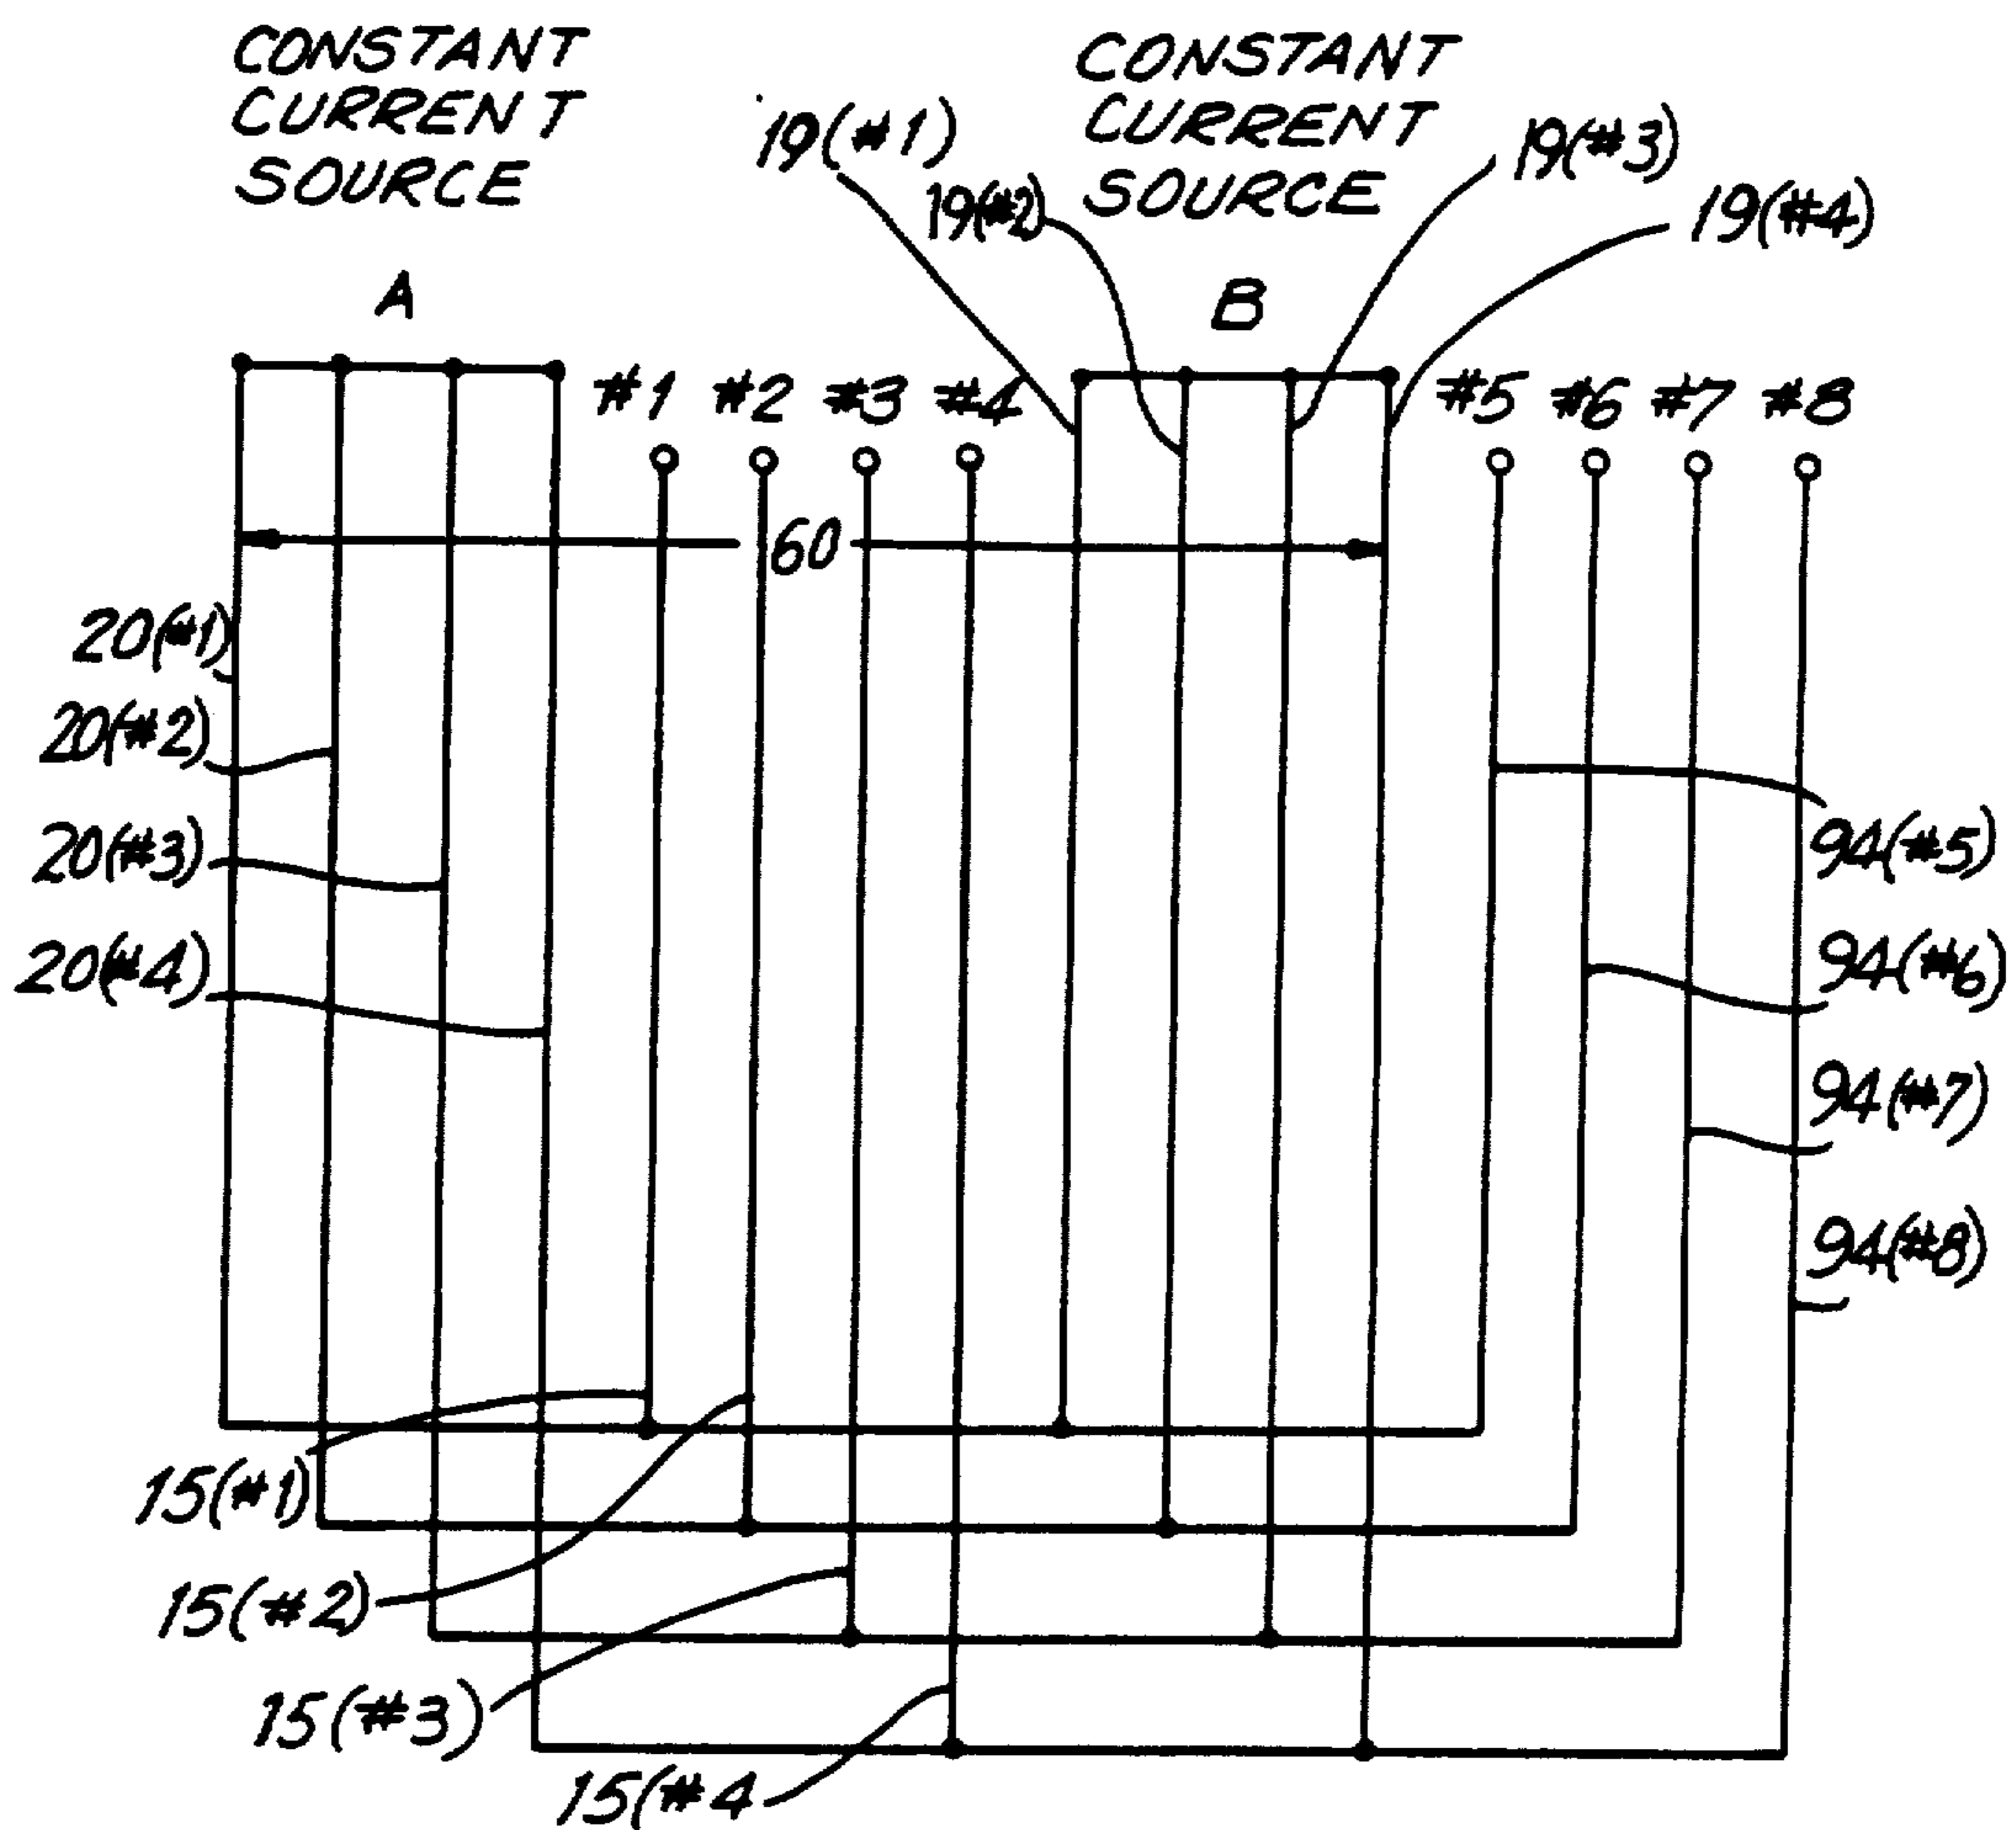 CONSTANT
CURRENT
SOURCE
A
CONSTANT
CURRENT
SOURCE
B
19(#1)
19(#2)
19(#3)
19(#4)
#1 #2 #3 #4
#5 #6 #7 #8
60
20(#1)
20(#2)
20(#3)
20(#4)
94(#5)
94(#6)
94(#7)
94(#8)
15(#1)
15(#2)
15(#3)
15(#4